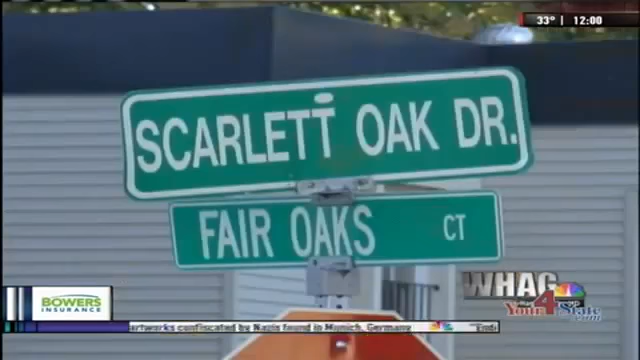 33° | 12:00
SCARLETT OAK DR.
FAIR OAKS CT
WHAG
Your4State.com
BOWERS
INSURANCE
artworks confiscated by Nazis found in Munich, Germany